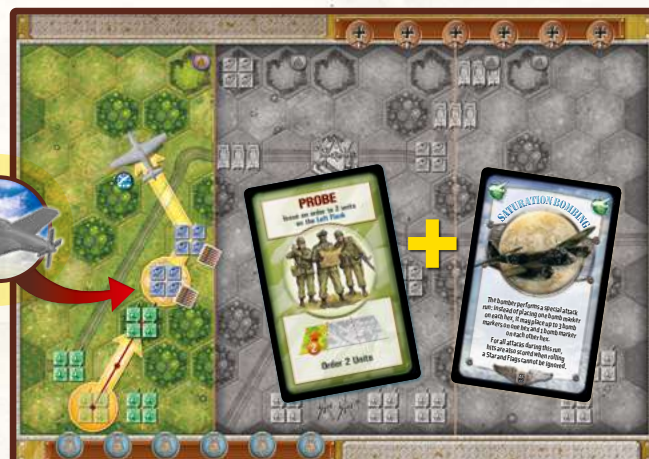 PROBE
Issue an order to 2 units
on the Left Flank
2
Order 2 Units
SATURATION BOMBING
The bomber performs a special attack
run: instead of placing one bomb marker
on each hex, it may place up to 3 bomb
markers on one hex and 1 bomb marker
on each other hex.
For all attacks during this run,
hits are also scored when rolling
a Star and Flags cannot be ignored.